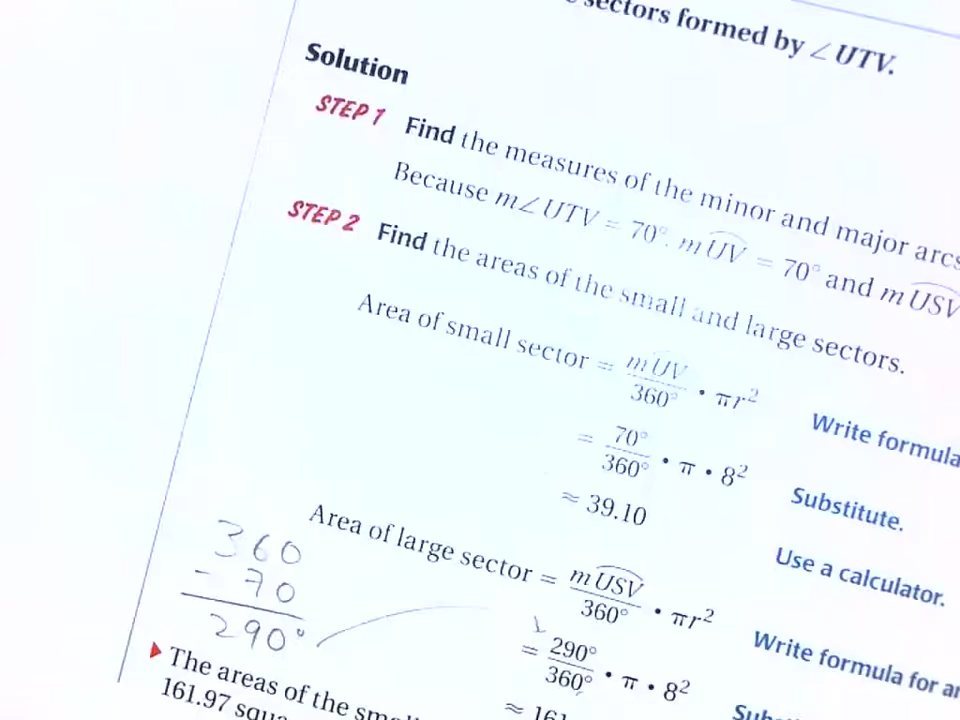 sectors formed by ∠UTV.
Solution
STEP 1 Find the measures of the minor and major arcs
Because m∠UTV = 70°, mUV = 70° and mUSV
STEP 2 Find the areas of the small and large sectors.
Area of small sector = mUV/360° • πr² Write formula
= 70°/360° • π • 8² Substitute.
≈ 39.10 Use a calculator.
Area of large sector = mUSV/360° • πr² Write formula for
= 290°/360° • π • 8²
≈ 161
360
- 70
290°
The areas of the
161.97